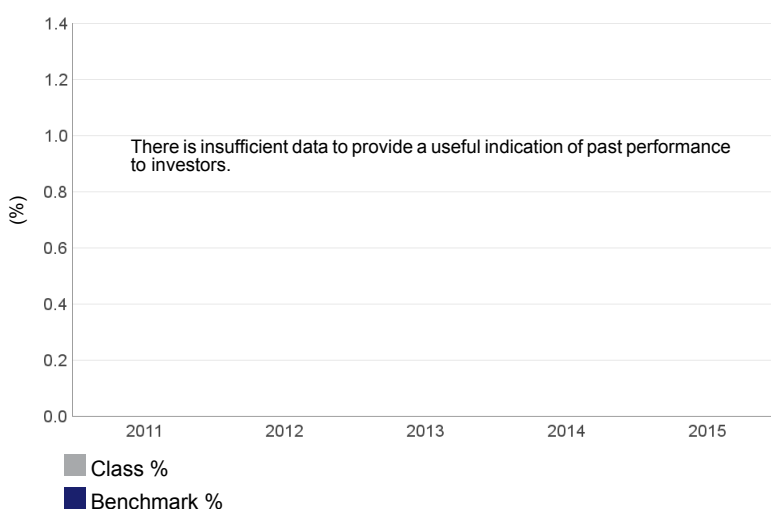 1.4
1.2
1.0
There is insufficient data to provide a useful indication of past performance
to investors.
0.8
(%)
0.6
0.4
0.2
0.0
2011 2012 2013 2014 2015
Class %
Benchmark %